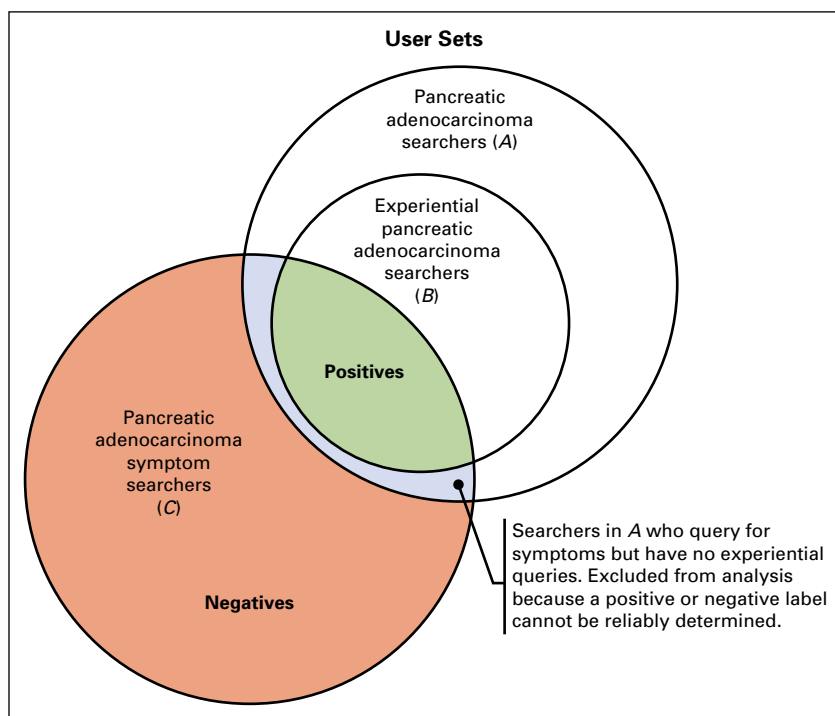 User Sets
Pancreatic
adenocarcinoma
searchers (A)
Experiential
pancreatic
adenocarcinoma
searchers
(B)
Positives
Pancreatic
adenocarcinoma
symptom
searchers
(C)
Negatives
Searchers in A who query for
symptoms but have no experiential
queries. Excluded from analysis
because a positive or negative label
cannot be reliably determined.